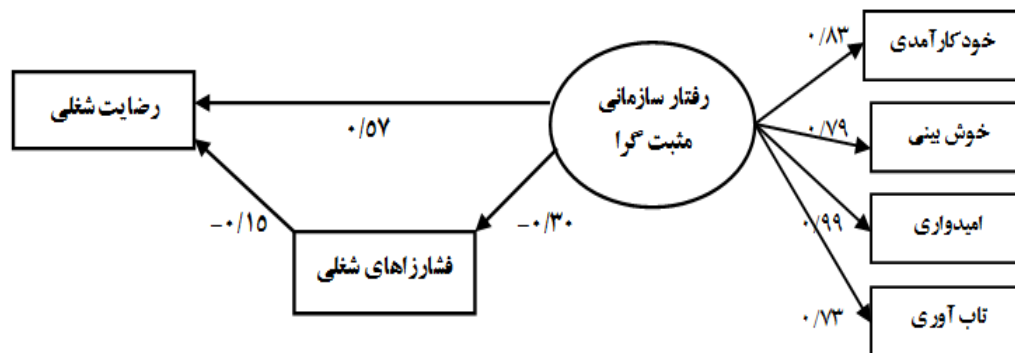 خودکارآمدی
۰/۸۳
رفتار سازمانی
مثبت گرا
خوش بینی
۰/۷۹
رضایت شغلی
۰/۵۷
امیدواری
۰/۹۹
-۰/۱۵
-۰/۳۰
فشارزاهای شغلی
تاب آوری
۰/۷۳